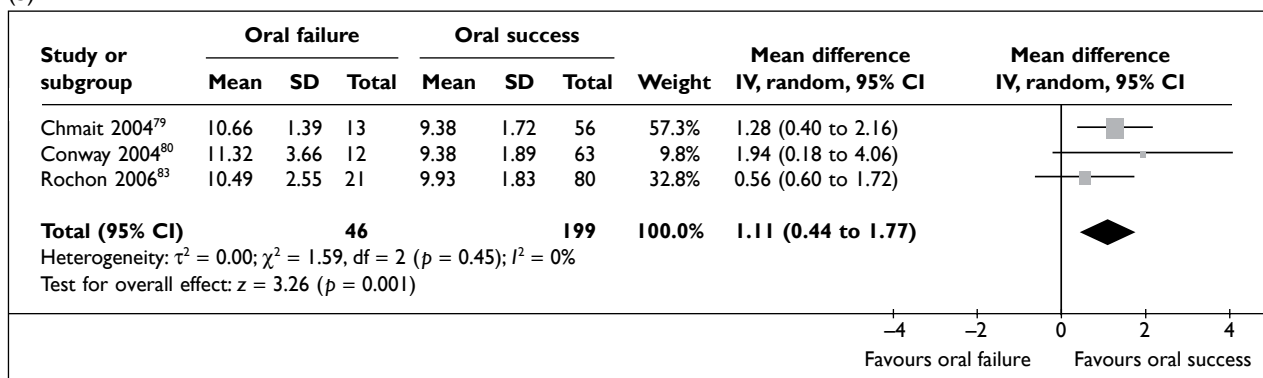 Oral failure Oral success
Study or subgroup Mean SD Total Mean SD Total Weight Mean difference IV, random, 95% CI Mean difference IV, random, 95% CI
Chmait 2004⁷⁹ 10.66 1.39 13 9.38 1.72 56 57.3% 1.28 (0.40 to 2.16)
Conway 2004⁸⁰ 11.32 3.66 12 9.38 1.89 63 9.8% 1.94 (0.18 to 4.06)
Rochon 2006⁸³ 10.49 2.55 21 9.93 1.83 80 32.8% 0.56 (0.60 to 1.72)
Total (95% CI) 46 199 100.0% 1.11 (0.44 to 1.77)
Heterogeneity: τ² = 0.00; χ² = 1.59, df = 2 (p = 0.45); I² = 0%
Test for overall effect: z = 3.26 (p = 0.001)
–4 –2 0 2 4
Favours oral failure Favours oral success